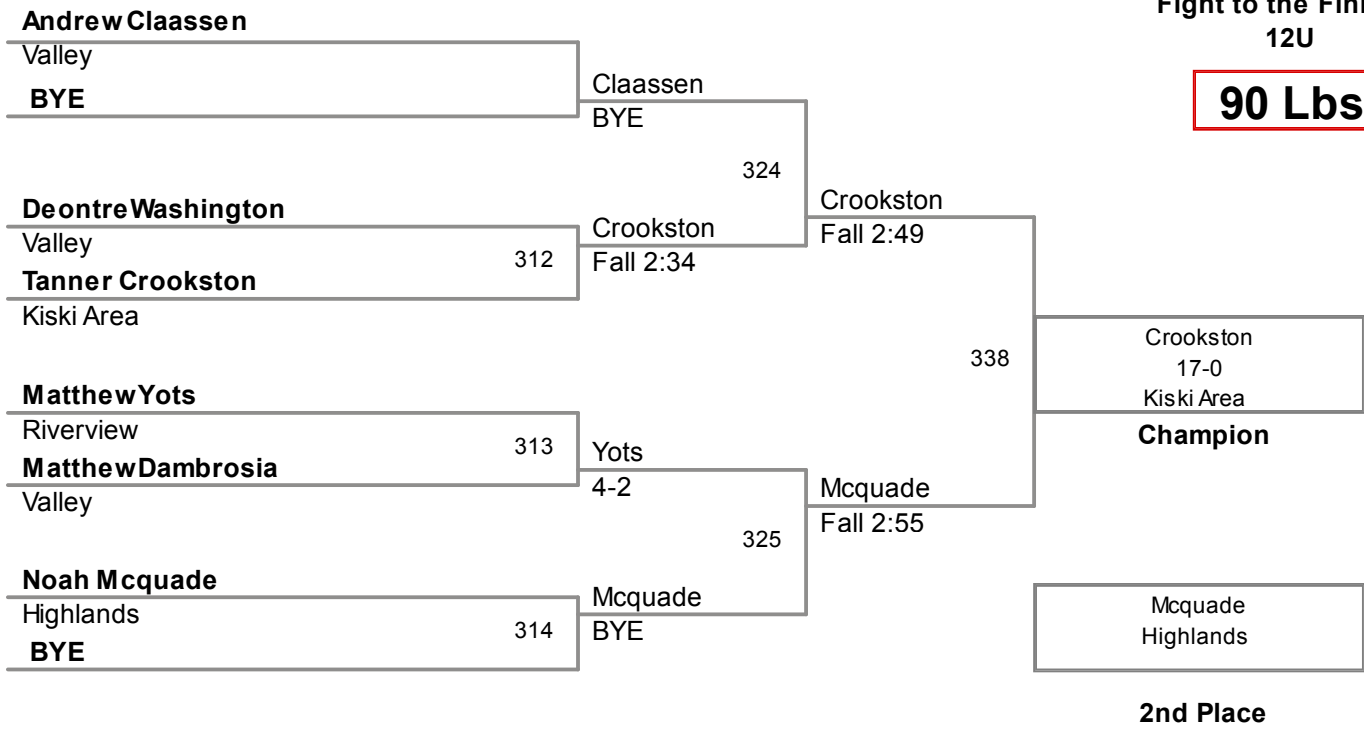 Fight to the Fin
12U
90 Lbs
Andrew Claassen
Valley
BYE
Claassen
BYE
324
Deontre Washington
Valley
312
Tanner Crookston
Kiski Area
Crookston
Fall 2:34
Crookston
Fall 2:49
338
Crookston
17-0
Kiski Area
Champion
Matthew Yots
Riverview
313
Matthew Dambrosia
Valley
Yots
4-2
325
Mcquade
Fall 2:55
Noah Mcquade
Highlands
314
BYE
Mcquade
BYE
Mcquade
Highlands
2nd Place